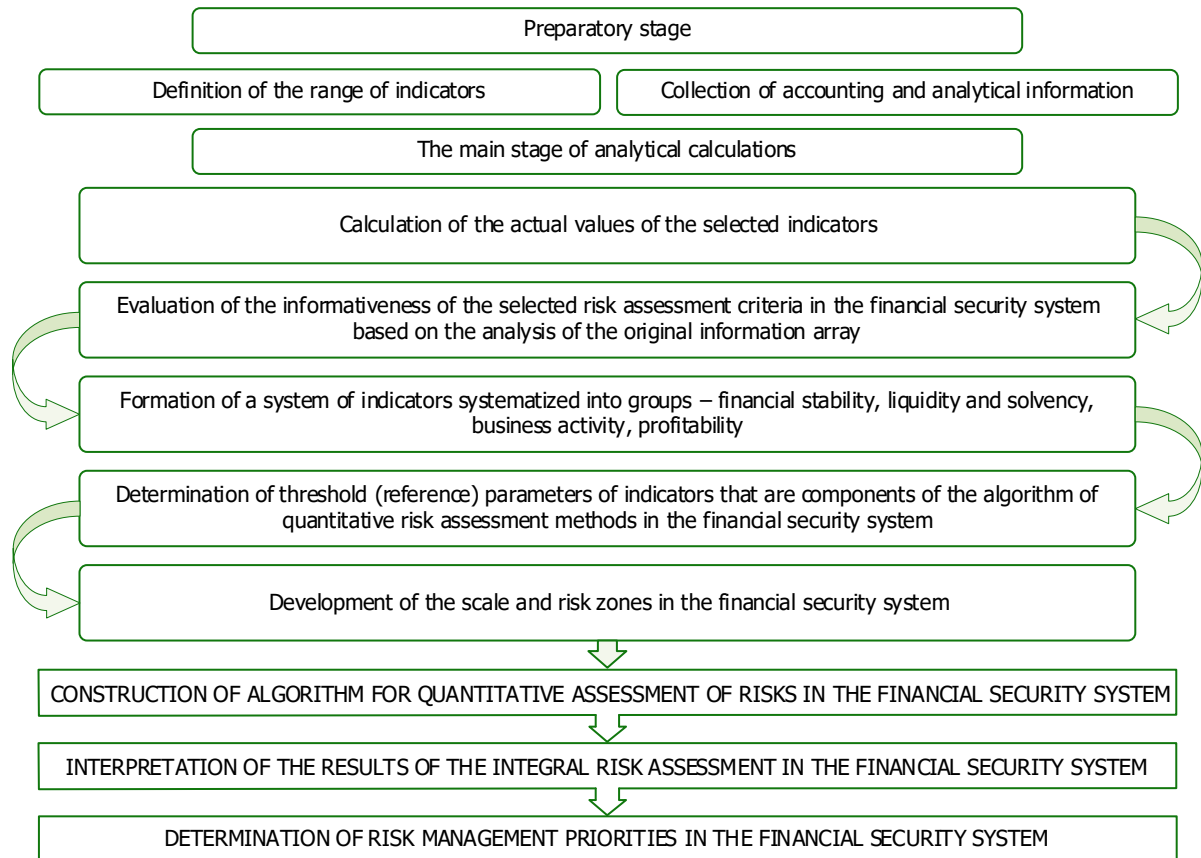 Preparatory stage
Definition of the range of indicators
Collection of accounting and analytical information
The main stage of analytical calculations
Calculation of the actual values of the selected indicators
Evaluation of the informativeness of the selected risk assessment criteria in the financial security system
based on the analysis of the original information array
Formation of a system of indicators systematized into groups – financial stability, liquidity and solvency,
business activity, profitability
Determination of threshold (reference) parameters of indicators that are components of the algorithm of
quantitative risk assessment methods in the financial security system
Development of the scale and risk zones in the financial security system
CONSTRUCTION OF ALGORITHM FOR QUANTITATIVE ASSESSMENT OF RISKS IN THE FINANCIAL SECURITY SYSTEM
INTERPRETATION OF THE RESULTS OF THE INTEGRAL RISK ASSESSMENT IN THE FINANCIAL SECURITY SYSTEM
DETERMINATION OF RISK MANAGEMENT PRIORITIES IN THE FINANCIAL SECURITY SYSTEM